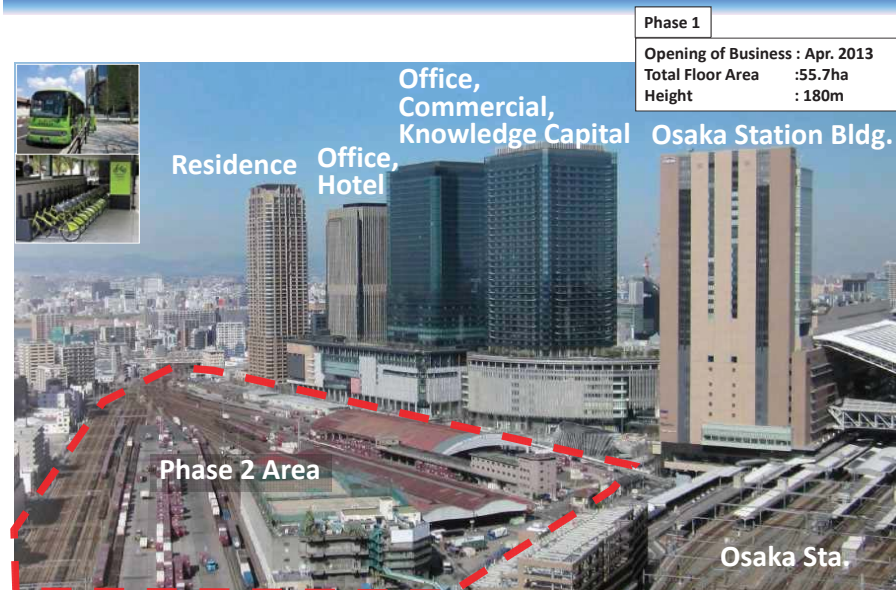 Phase 1
Opening of Business : Apr. 2013
Total Floor Area :55.7ha
Height : 180m
Office,
Commercial,
Knowledge Capital
Osaka Station Bldg.
Residence
Office,
Hotel
Phase 2 Area
Osaka Sta.